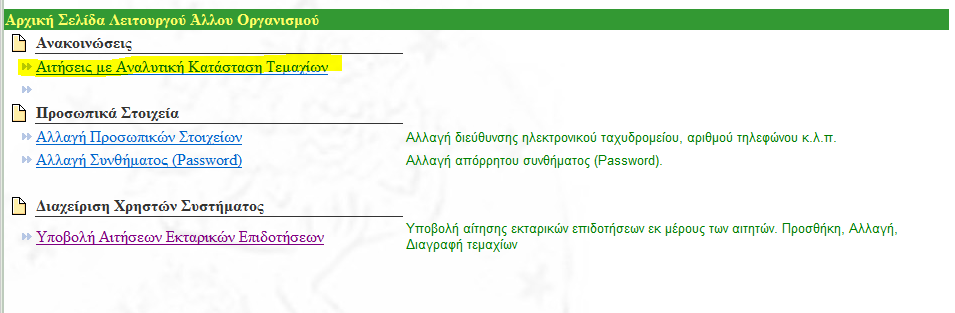 Αρχική Σελίδα Λειτουργού Άλλου Οργανισμού
Ανακοινώσεις
Αιτήσεις με Αναλυτική Κατάσταση Τεμαχίων
Προσωπικά Στοιχεία
Αλλαγή Προσωπικών Στοιχείων Αλλαγή διεύθυνσης ηλεκτρονικού ταχυδρομείου, αριθμού τηλεφώνου κ.λ.π.
Αλλαγή Συνθήματος (Password) Αλλαγή απόρρητου συνθήματος (Password).
Διαχείριση Χρηστών Συστήματος
Υποβολή Αιτήσεων Εκταρικών Επιδοτήσεων
Υποβολή αίτησης εκταρικών επιδοτήσεων εκ μέρους των αιτητών. Προσθήκη, Αλλαγή,
Διαγραφή τεμαχίων